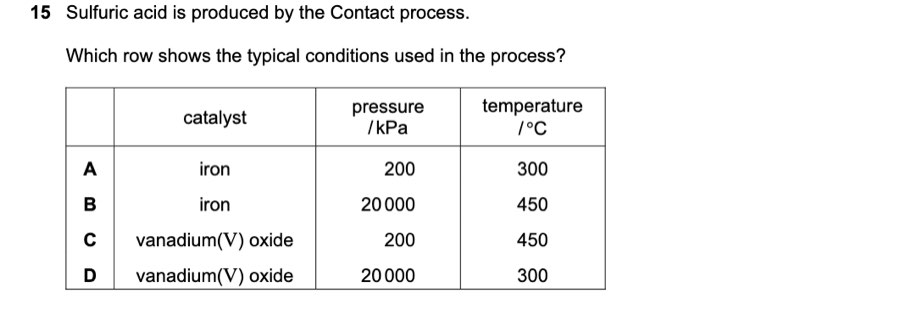 15 Sulfuric acid is produced by the Contact process.
Which row shows the typical conditions used in the process?
catalyst pressure /kPa temperature /°C
A iron 200 300
B iron 20 000 450
C vanadium(V) oxide 200 450
D vanadium(V) oxide 20 000 300